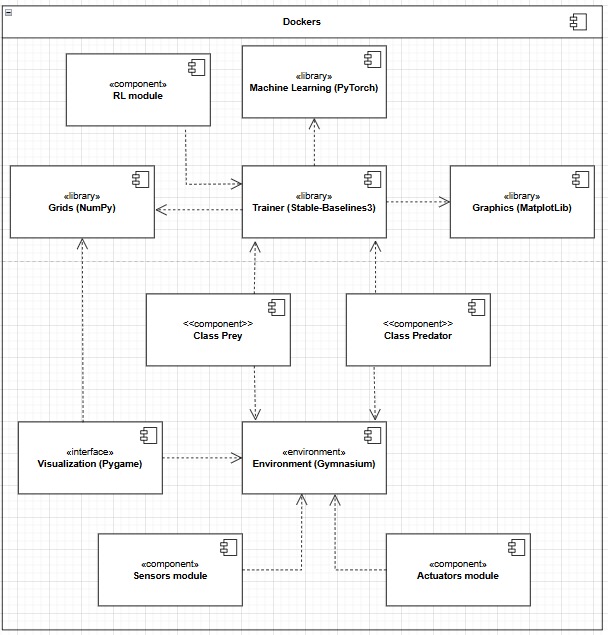 Dockers
«component»
RL module
«library»
Machine Learning (PyTorch)
«library»
Grids (NumPy)
«library»
Trainer (Stable-Baselines3)
«library»
Graphics (MatplotLib)
<<component>>
Class Prey
<<component>>
Class Predator
«interface»
Visualization (Pygame)
«environment»
Environment (Gymnasium)
«component»
Sensors module
«component»
Actuators module